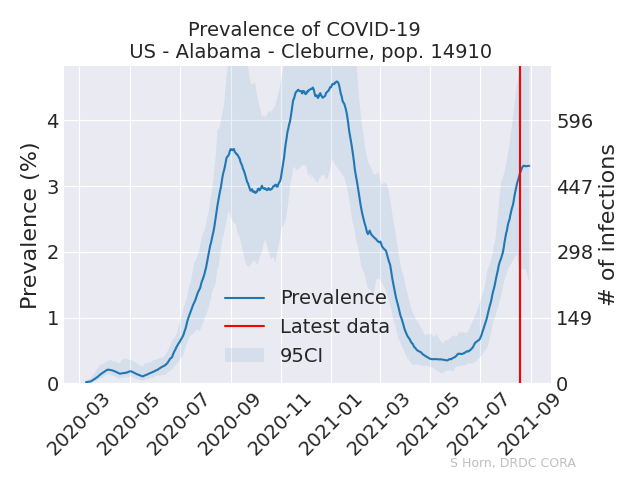 Prevalence of COVID-19
US - Alabama - Cleburne, pop. 14910
Prevalence (%)
4
3
2
1
0
# of infections
596
447
298
149
0
Prevalence
Latest data
95CI
2020-03
2020-05
2020-07
2020-09
2020-11
2021-01
2021-03
2021-05
2021-07
2021-09
S Horn, DRDC CORA